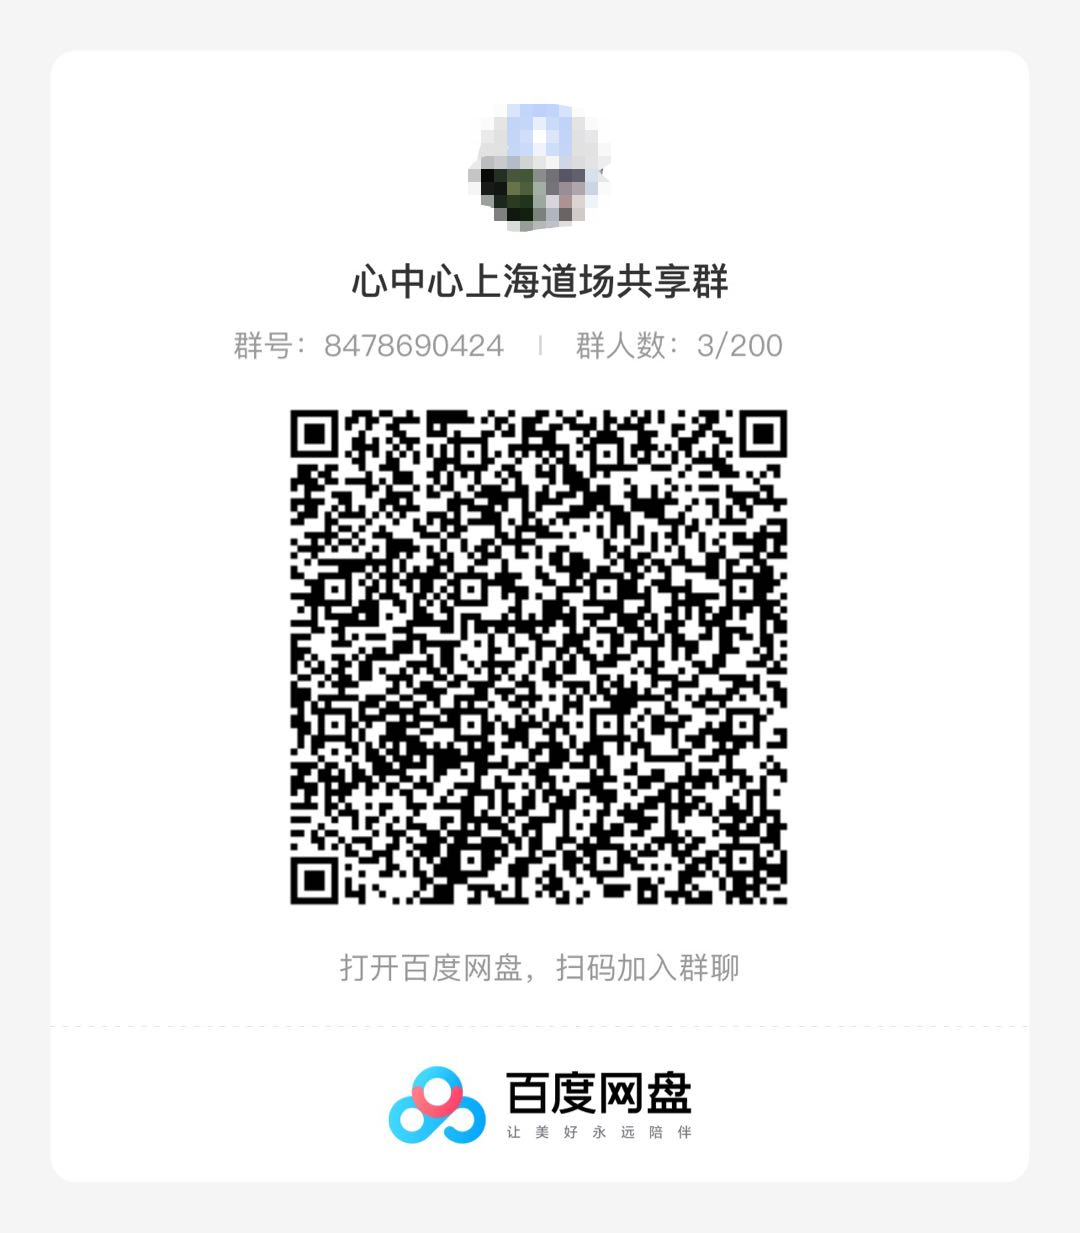 心中心上海道场共享群
群号：8478690424 | 群人数：3/200
打开百度网盘，扫码加入群聊
百度网盘
让美好永远陪伴